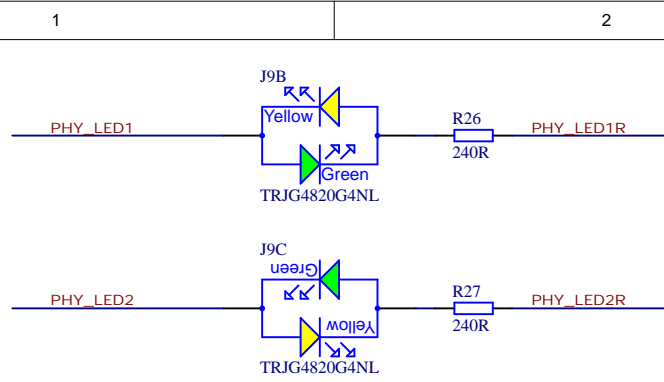 1 2
J9B
Yellow
PHY_LED1
R26
PHY_LED1R
240R
Green
TRJG4820G4NL
J9C
Green
PHY_LED2
R27
PHY_LED2R
Yellow
240R
TRJG4820G4NL